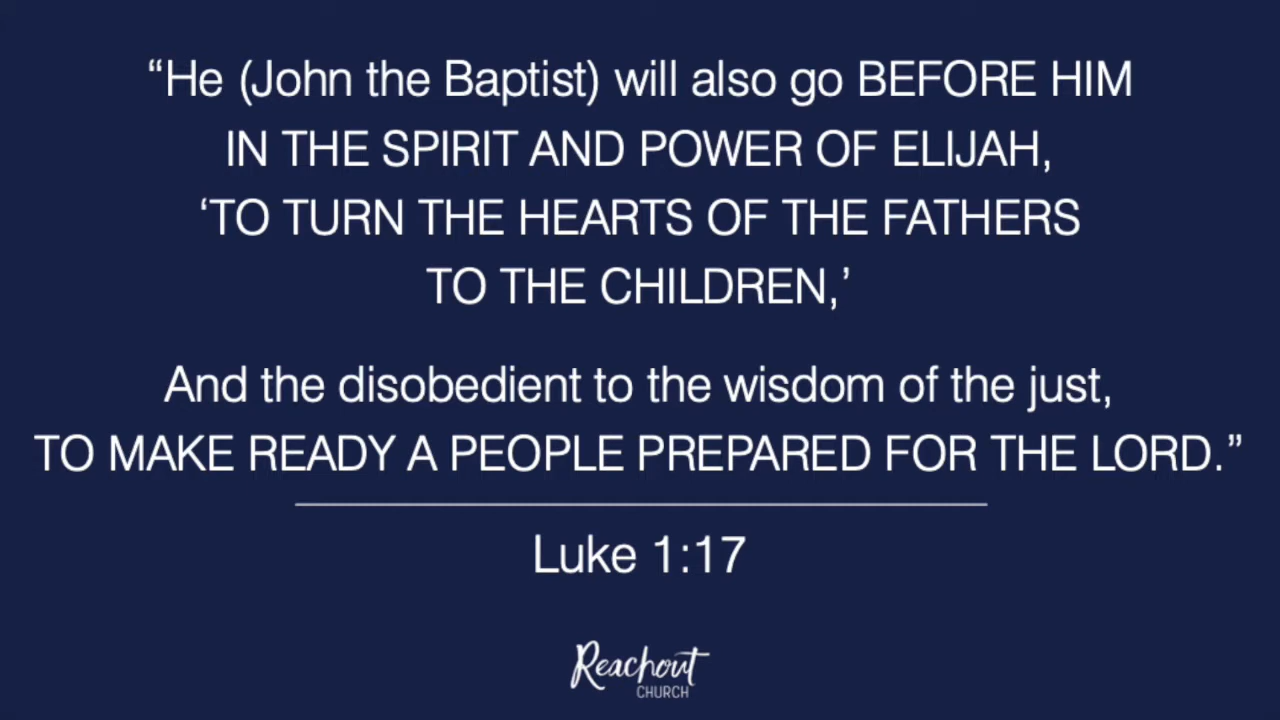 “He (John the Baptist) will also go BEFORE HIM
IN THE SPIRIT AND POWER OF ELIJAH,
‘TO TURN THE HEARTS OF THE FATHERS
TO THE CHILDREN,’
And the disobedient to the wisdom of the just,
TO MAKE READY A PEOPLE PREPARED FOR THE LORD.”
Luke 1:17
Reachout
CHURCH